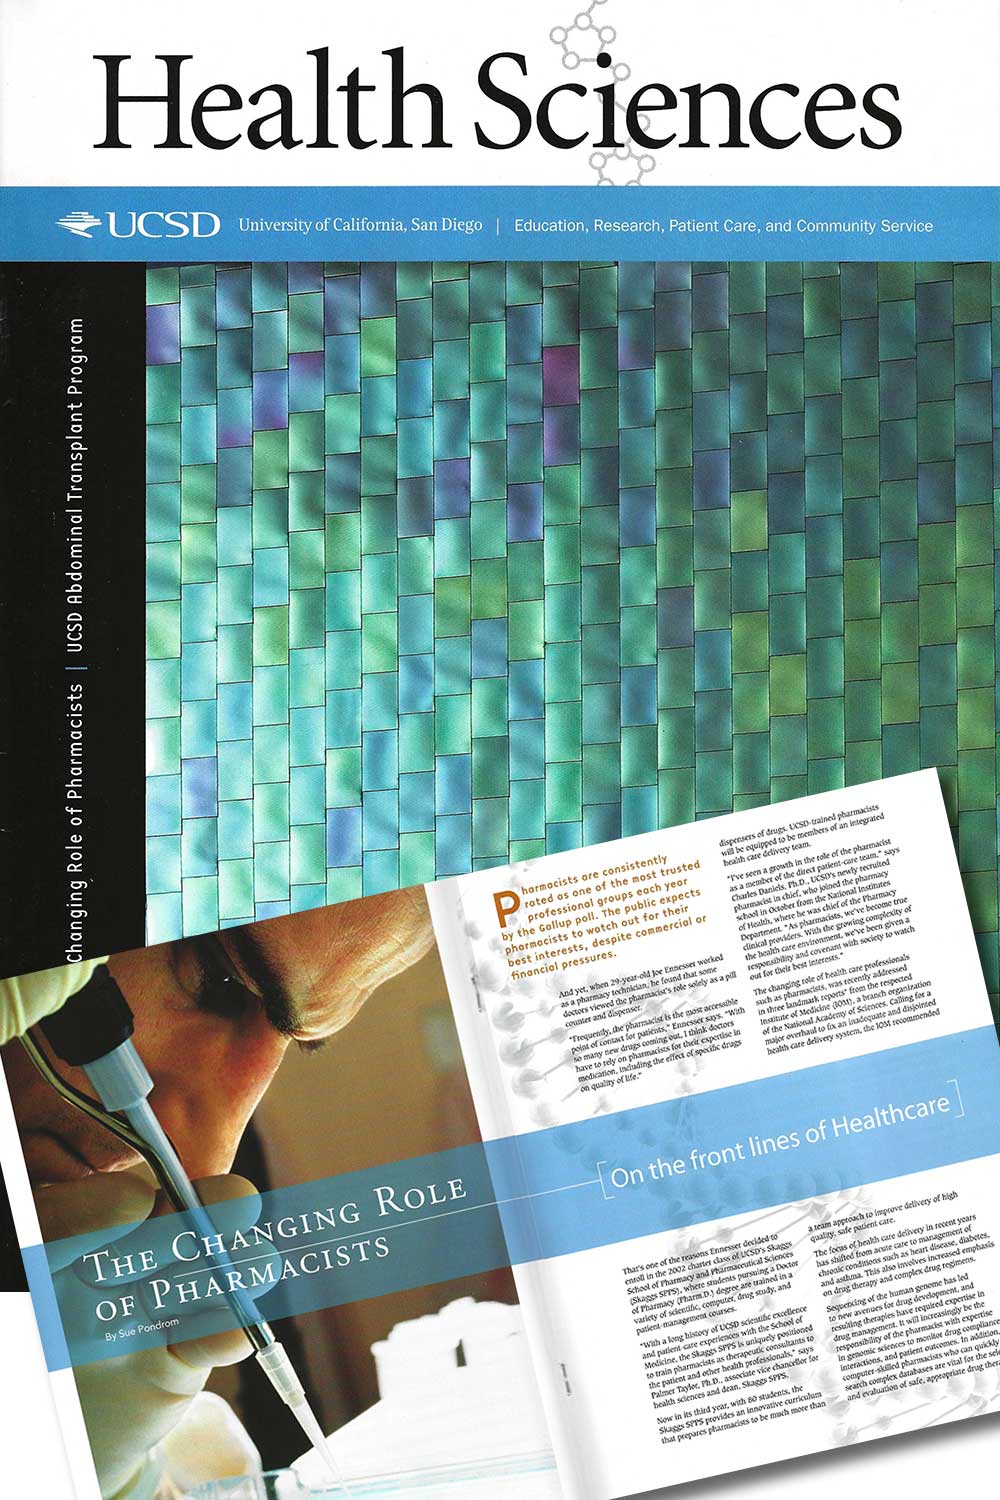 Health Sciences
UCSD University of California, San Diego | Education, Research, Patient Care, and Community Service
Changing Role of Pharmacists | UCSD Abdominal Transplant Program
The Changing Role
of Pharmacists
By Sue Pondrom
Pharmacists are consistently
rated as one of the most trusted
professional groups each year
by the Gallup poll. The public expects
pharmacists to watch out for their
best interests, despite commercial or
financial pressures.
And yet, when 29-year-old Joe Ennesser worked
as a pharmacy technician, he found that some
doctors viewed the pharmacist's role solely as a pill
counter and dispenser.
"Frequently, the pharmacist is the most accessible
point of contact for patients," Ennesser says. "With
so many new drugs coming out, I think doctors
have to rely on pharmacists for their expertise in
medication, including the effect of specific drugs
on quality of life."
dispensers of drugs. UCSD-trained pharmacists
will be equipped to be members of an integrated
health care delivery team.
"I've seen a growth in the role of the pharmacist
as a member of the direct patient-care team," says
Charles Daniels, Ph.D., UCSD's newly recruited
pharmacist in chief, who joined the pharmacy
school in October from the National Institutes
of Health, where he was chief of the Pharmacy
Department. "As pharmacists, we've become true
clinical providers. With the growing complexity of
the health care environment, we've been given a
responsibility and covenant with society to watch
out for their best interests."
The changing role of health care professionals
such as pharmacists, was recently addressed
in three landmark reports* from the respected
Institute of Medicine (IOM), a branch organization
of the National Academy of Sciences. Calling for a
major overhaul to fix an inadequate and disjointed
health care delivery system, the IOM recommended
[On the front lines of Healthcare]
That's one of the reasons Ennesser decided to
enroll in the 2002 charter class of UCSD's Skaggs
School of Pharmacy and Pharmaceutical Sciences
(Skaggs SPPS), where students pursuing a Doctor
of Pharmacy (Pharm.D.) degree are trained in a
variety of scientific, computer, drug study, and
patient-management courses.
"With a long history of UCSD scientific excellence
and patient-care experiences with the School of
Medicine, the Skaggs SPPS is uniquely positioned
to train pharmacists as therapeutic consultants to
the patient and other health professionals," says
Palmer Taylor, Ph.D., associate vice chancellor for
health sciences and dean, Skaggs SPPS.
Now in its third year, with 80 students, the
Skaggs SPPS provides an innovative curriculum
that prepares pharmacists to be much more than
a team approach to improve delivery of high
quality, safe patient care.
The focus of health care delivery in recent years
has shifted from acute care to management of
chronic conditions such as heart disease, diabetes,
and asthma. This also involves increased emphasis
on drug therapy and complex drug regimens.
Sequencing of the human genome has led
to new avenues for drug development, and
resulting therapies have required expertise in
drug management. It will increasingly be the
responsibility of the pharmacist with expertise
in genomic sciences to monitor drug compliance
interactions, and patient outcomes. In addition
computer-skilled pharmacists who can quickly
search complex databases are vital for the
and evaluation of safe, appropriate drug